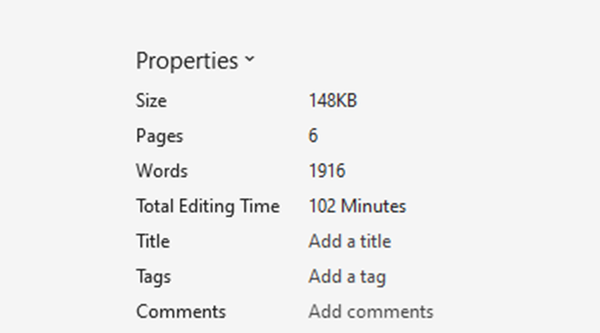 Properties
Size 148KB
Pages 6
Words 1916
Total Editing Time 102 Minutes
Title Add a title
Tags Add a tag
Comments Add comments